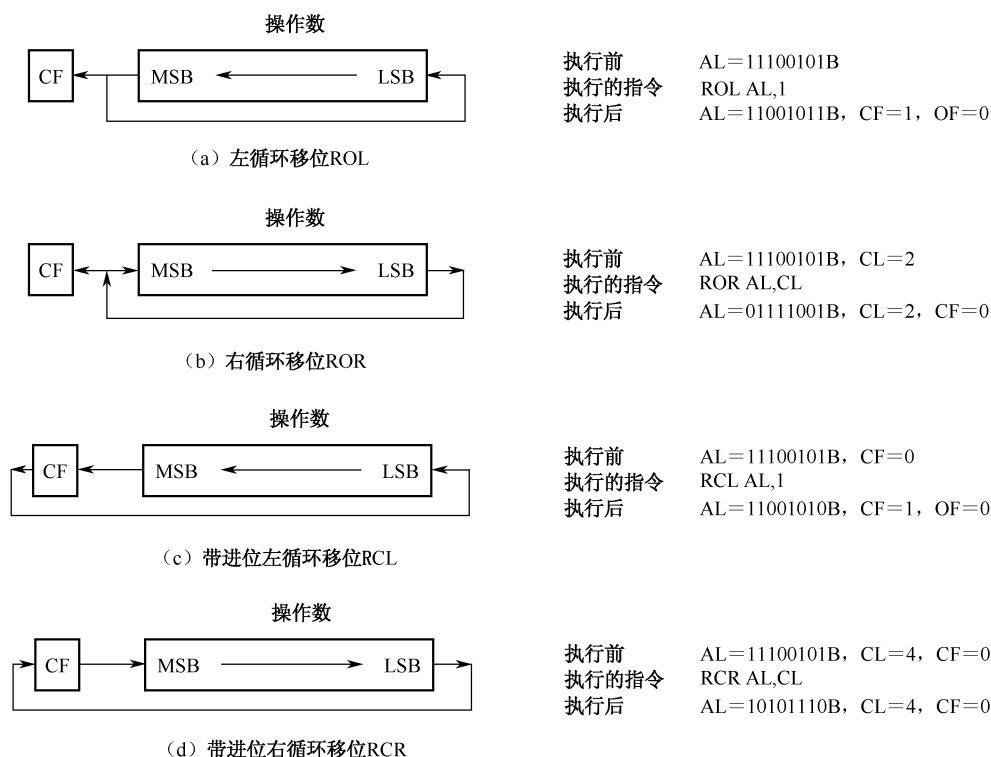 操作数
CF MSB LSB
执行前 AL=11100101B
执行的指令 ROL AL,1
执行后 AL=11001011B，CF=1，OF=0
（a）左循环移位ROL
操作数
CF MSB LSB
执行前 AL=11100101B，CL=2
执行的指令 ROR AL,CL
执行后 AL=01111001B，CL=2，CF=0
（b）右循环移位ROR
操作数
CF MSB LSB
执行前 AL=11100101B，CF=0
执行的指令 RCL AL,1
执行后 AL=11001010B，CF=1，OF=0
（c）带进位左循环移位RCL
操作数
CF MSB LSB
执行前 AL=11100101B，CL=4，CF=0
执行的指令 RCR AL,CL
执行后 AL=10101110B，CL=4，CF=0
（d）带进位右循环移位RCR